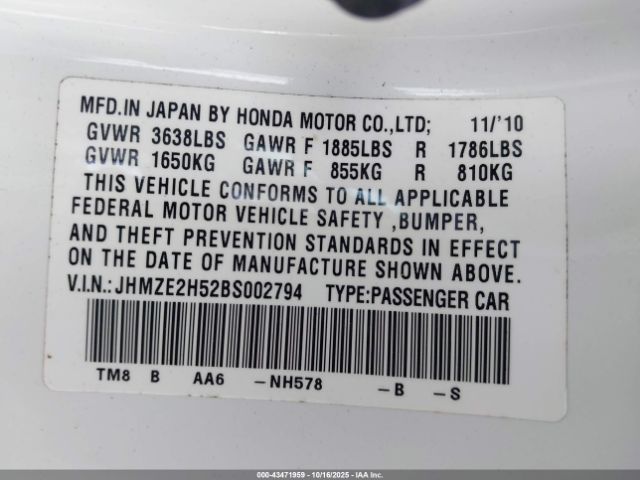 MFD.IN JAPAN BY HONDA MOTOR CO.,LTD; 11/'10
GVWR 3638LBS GAWR F 1885LBS R 1786LBS
GVWR 1650KG GAWR F 855KG R 810KG
THIS VEHICLE CONFORMS TO ALL APPLICABLE
FEDERAL MOTOR VEHICLE SAFETY ,BUMPER,
AND THEFT PREVENTION STANDARDS IN EFFECT
ON THE DATE OF MANUFACTURE SHOWN ABOVE.
V.I.N.:JHMZE2H52BS002794 TYPE:PASSENGER CAR
TM8 B AA6 -NH578 -B -S
000-43471959 - 10/16/2025 - IAAI.COM